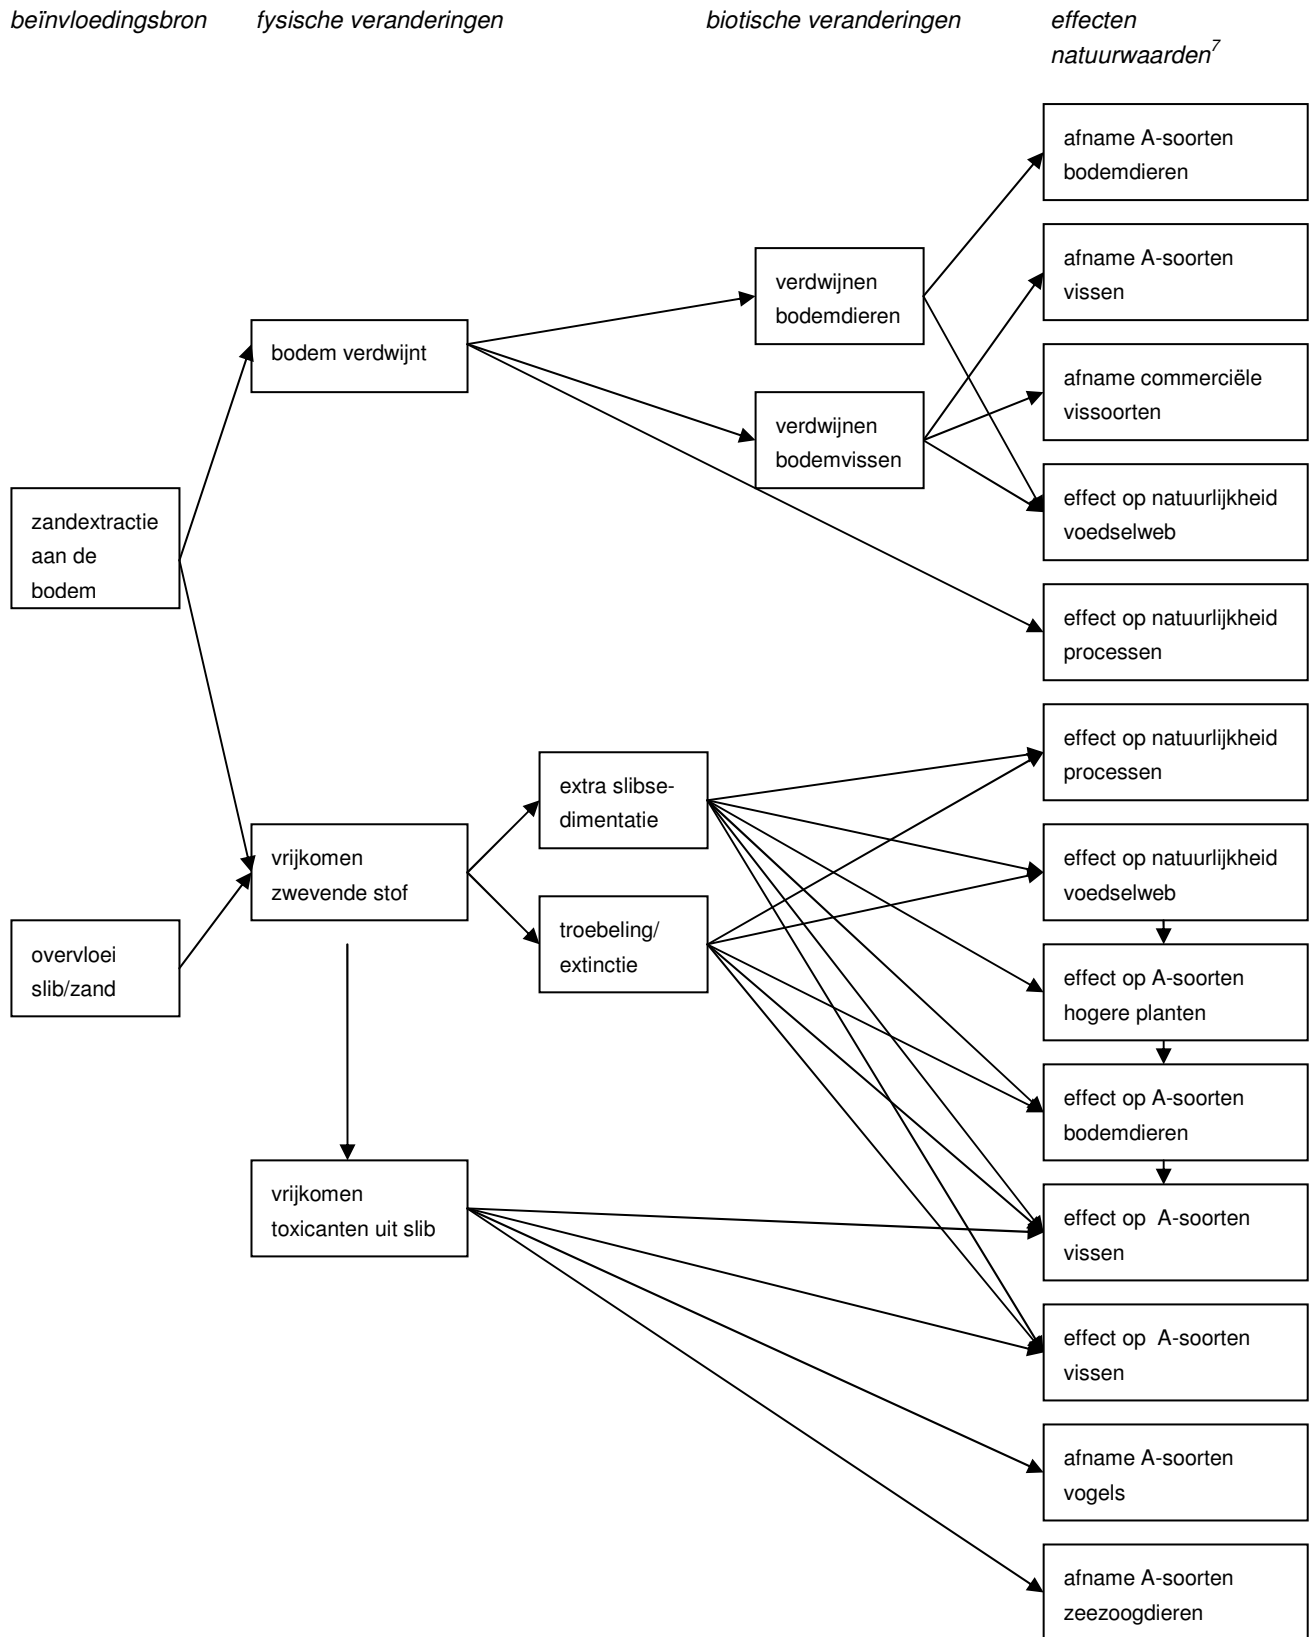 beïnvloedingsbron
fysische veranderingen
biotische veranderingen
effecten
natuurwaarden7
afname A-soorten
bodemdieren
afname A-soorten
vissen
verdwijnen
bodemdieren
bodem verdwijnt
afname commerciële
vissoorten
verdwijnen
bodemvissen
effect op natuurlijkheid
voedselweb
zandextractie
aan de
bodem
effect op natuurlijkheid
processen
effect op natuurlijkheid
processen
extra slibse-
dimentatie
vrijkomen
zwevende stof
effect op natuurlijkheid
voedselweb
troebeling/
extinctie
overvloei
slib/zand
effect op A-soorten
hogere planten
effect op A-soorten
bodemdieren
vrijkomen
toxicanten uit slib
effect op A-soorten
vissen
effect op A-soorten
vissen
afname A-soorten
vogels
afname A-soorten
zeezoogdieren